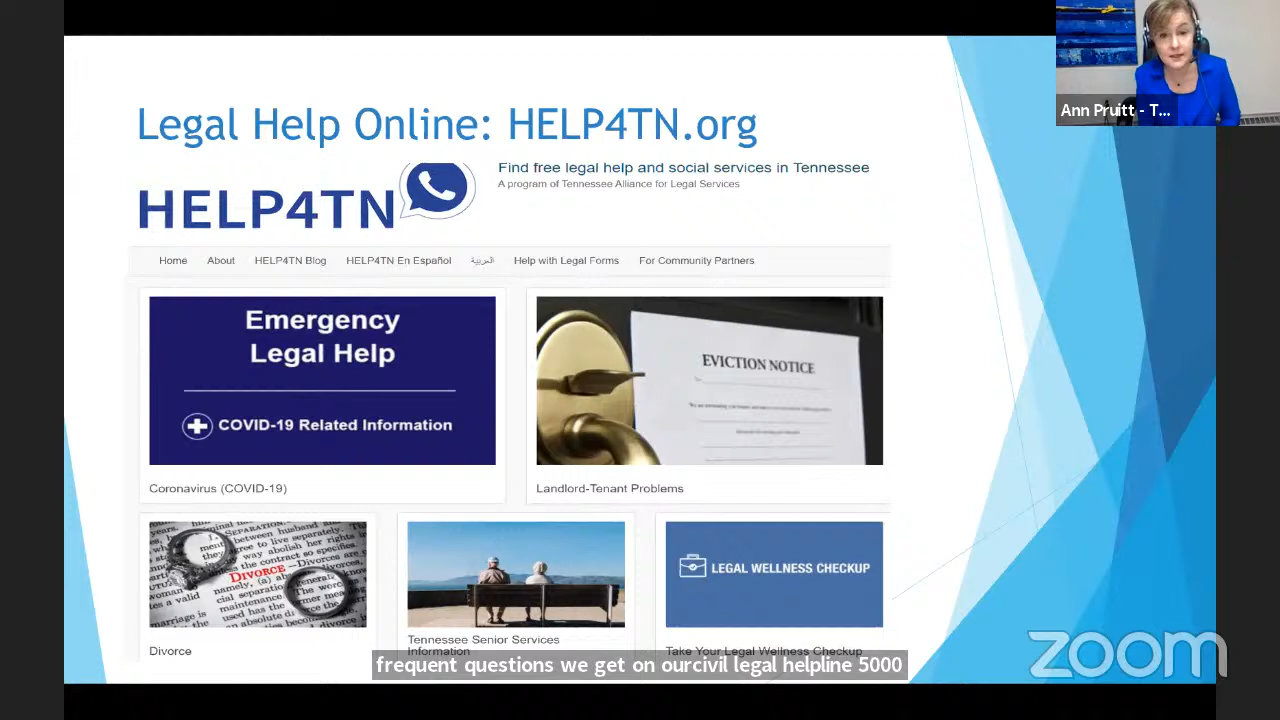 Ann Pruitt - T...
Legal Help Online: HELP4TN.org
HELP4TN
Find free legal help and social services in Tennessee
A program of Tennessee Alliance for Legal Services
Home About HELP4TN Blog HELP4TN En Español العربية Help with Legal Forms For Community Partners
Emergency
Legal Help
COVID-19 Related Information
Coronavirus (COVID-19)
EVICTION NOTICE
Landlord-Tenant Problems
DIVORCE
Divorce
Tennessee Senior Services
Information
LEGAL WELLNESS CHECKUP
Take Your Legal Wellness Checkup
frequent questions we get on ourcivil legal helpline 5000
zoom